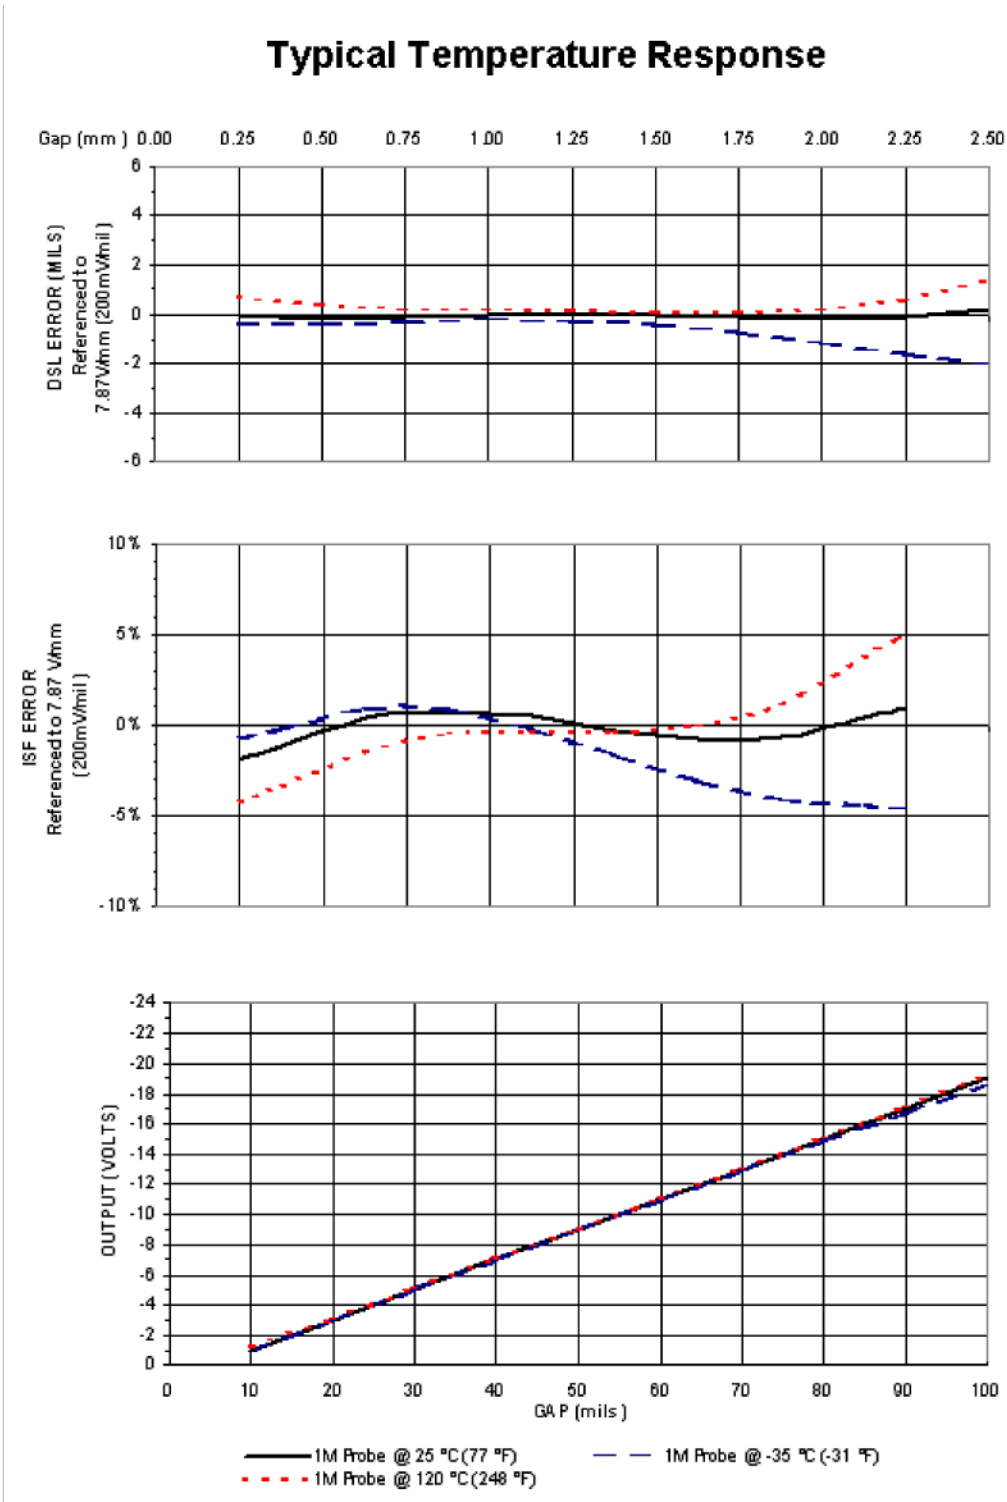 Typical Temperature Response
Gap (mm ) 0.00 0.25 0.50 0.75 1.00 1.25 1.50 1.75 2.00 2.25 2.50
6
4
2
0
-2
-4
-6
DSL ERROR (MILS)
Referenced to
7.87V/mm (200mV/mil)
10%
5%
0%
-5%
-10%
ISF ERROR
Referenced to 7.87 V/mm
(200mV/mil)
-24
-22
-20
-18
-16
-14
-12
-10
-8
-6
-4
-2
0
OUTPUT (VOLTS)
0 10 20 30 40 50 60 70 80 90 100
GAP (mils )
1M Probe @ 25 °C (77 °F)
1M Probe @ -35 °C (-31 °F)
1M Probe @ 120 °C (248 °F)